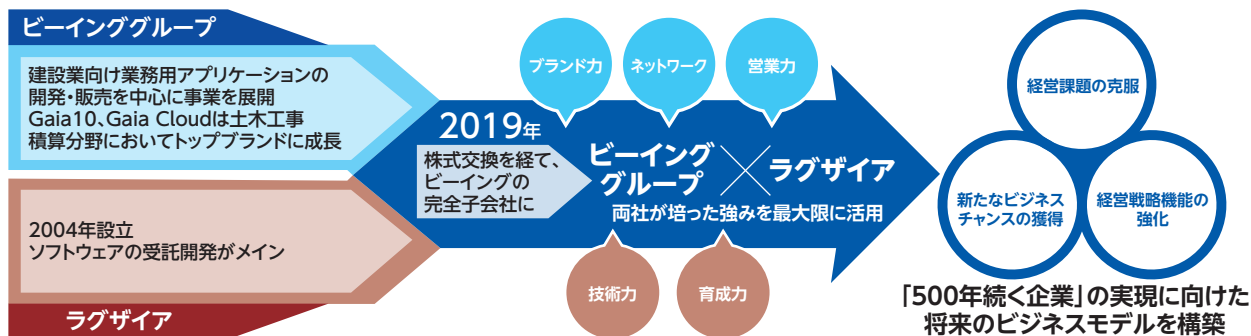 ビーインググループ
建設業向け業務用アプリケーションの
開発・販売を中心に事業を展開
Gaia10、Gaia Cloudは土木工事
積算分野においてトップブランドに成長
2004年設立
ソフトウェアの受託開発がメイン
ラグザイア
2019年
株式交換を経て、
ビーイングの
完全子会社に
ブランド力
ネットワーク
営業力
ビーイング
グループ
ラグザイア
両社が培った強みを最大限に活用
技術力
育成力
経営課題の克服
新たなビジネス
チャンスの獲得
経営戦略機能の
強化
「500年続く企業」の実現に向けた
将来のビジネスモデルを構築